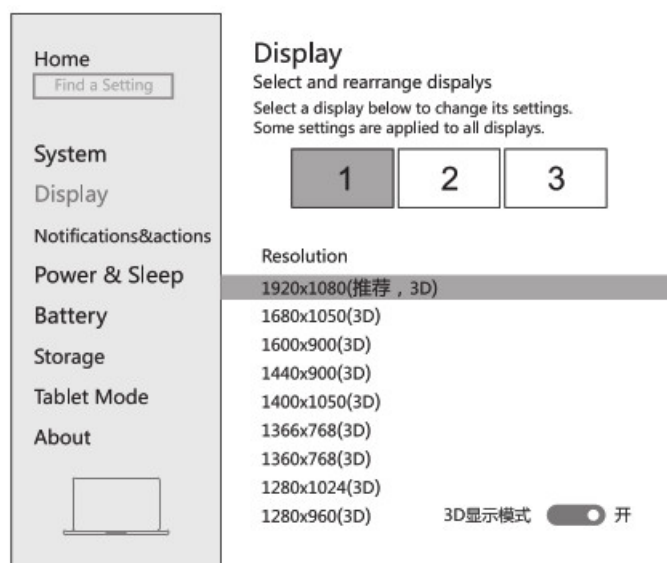 Home
Find a Setting
System
Display
Notifications&actions
Power & Sleep
Battery
Storage
Tablet Mode
About
Display
Select and rearrange dispalys
Select a display below to change its settings.
Some settings are applied to all displays.
1
2
3
Resolution
1920x1080(推荐，3D)
1680x1050(3D)
1600x900(3D)
1440x900(3D)
1400x1050(3D)
1366x768(3D)
1360x768(3D)
1280x1024(3D)
1280x960(3D)
3D显示模式 开